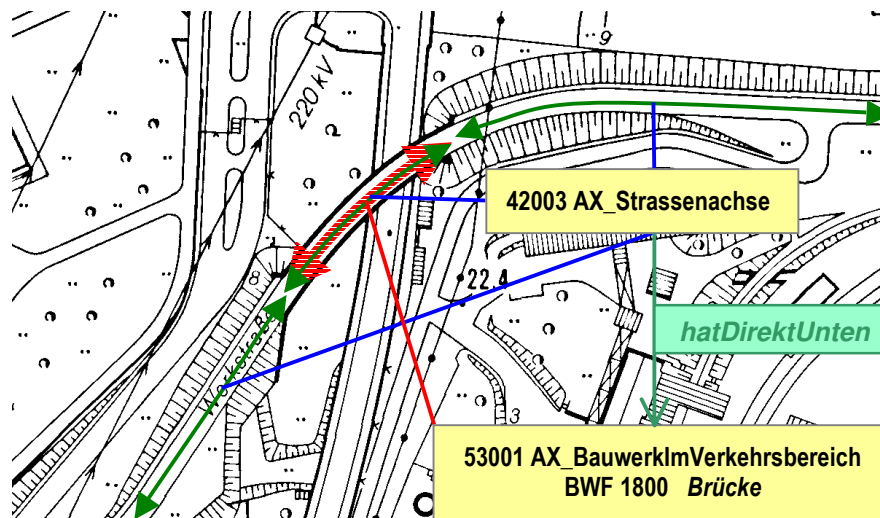 9
220 kV
42003 AX_Strassenachse
8
22.4
hatDirektUnten
3
53001 AX_BauwerkImVerkehrsbereich
BWF 1800 Brücke